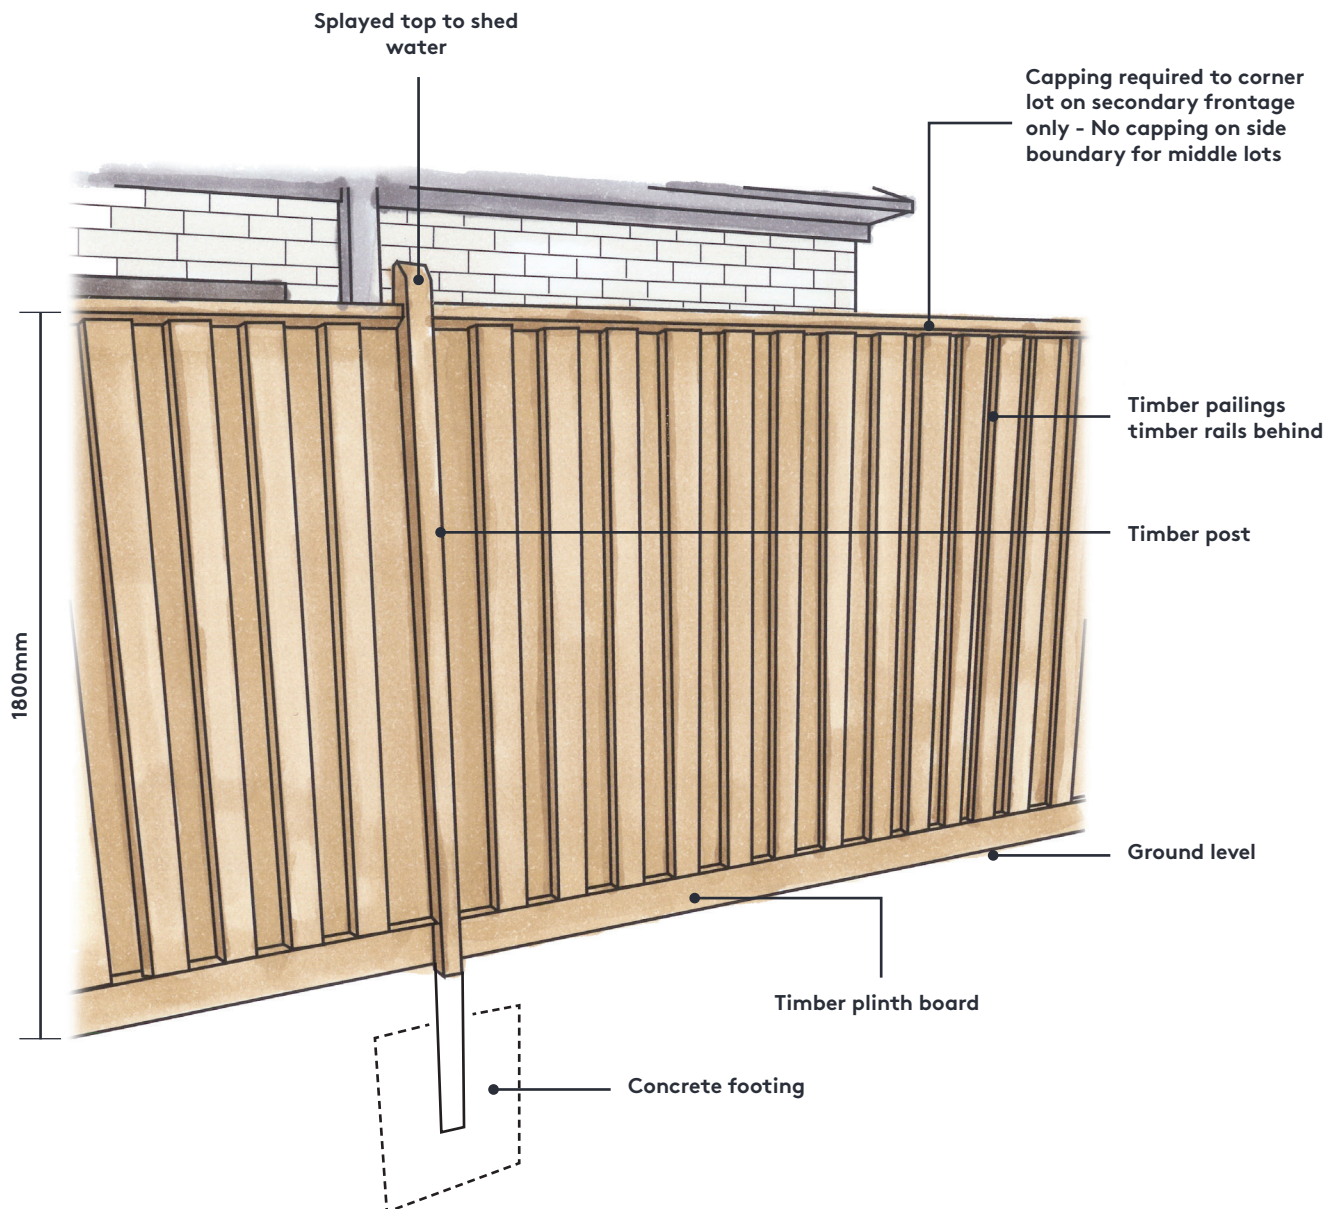 Splayed top to shed
water
Capping required to corner
lot on secondary frontage
only - No capping on side
boundary for middle lots
Timber pailings
timber rails behind
Timber post
1800mm
Ground level
Timber plinth board
Concrete footing